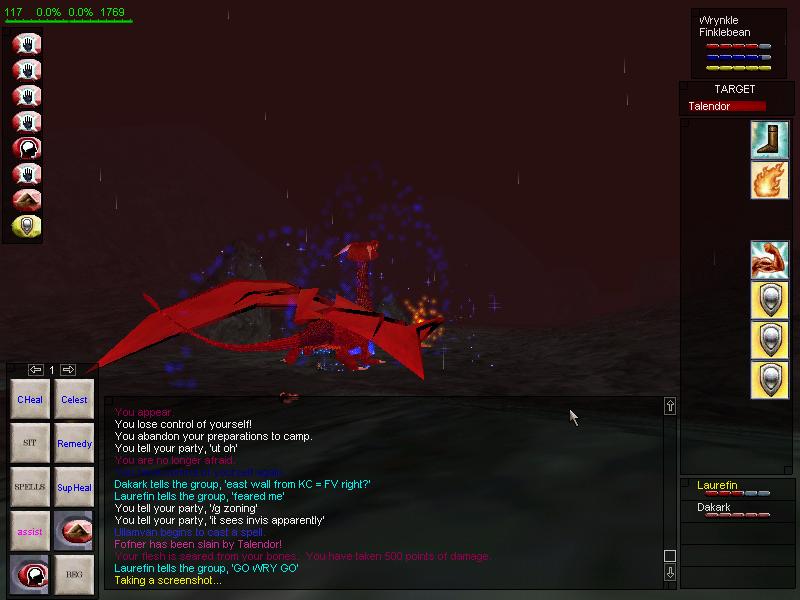 117 0.0% 0.0% 1769
Wrynkle
Finklebean
TARGET
Talendor
1
CHeal
Celest
SIT
Remedy
SPELLS
SupHeal
assist
BEG
You appear.
You lose control of yourself!
You abandon your preparations to camp.
You tell your party, 'ut oh'
You are no longer afraid.
Dakark tells the group, 'east wall from KC = FV right?'
Laurefin tells the group, 'feared me'
You tell your party, '/g zoning'
You tell your party, 'it sees invis apparently'
begins to cast a spell.
Fofner has been slain by Talendor!
Your flesh is seared from your bones. You have taken 500 points of damage.
Laurefin tells the group, 'GO WRY GO'
Taking a screenshot...
Laurefin
Dakark